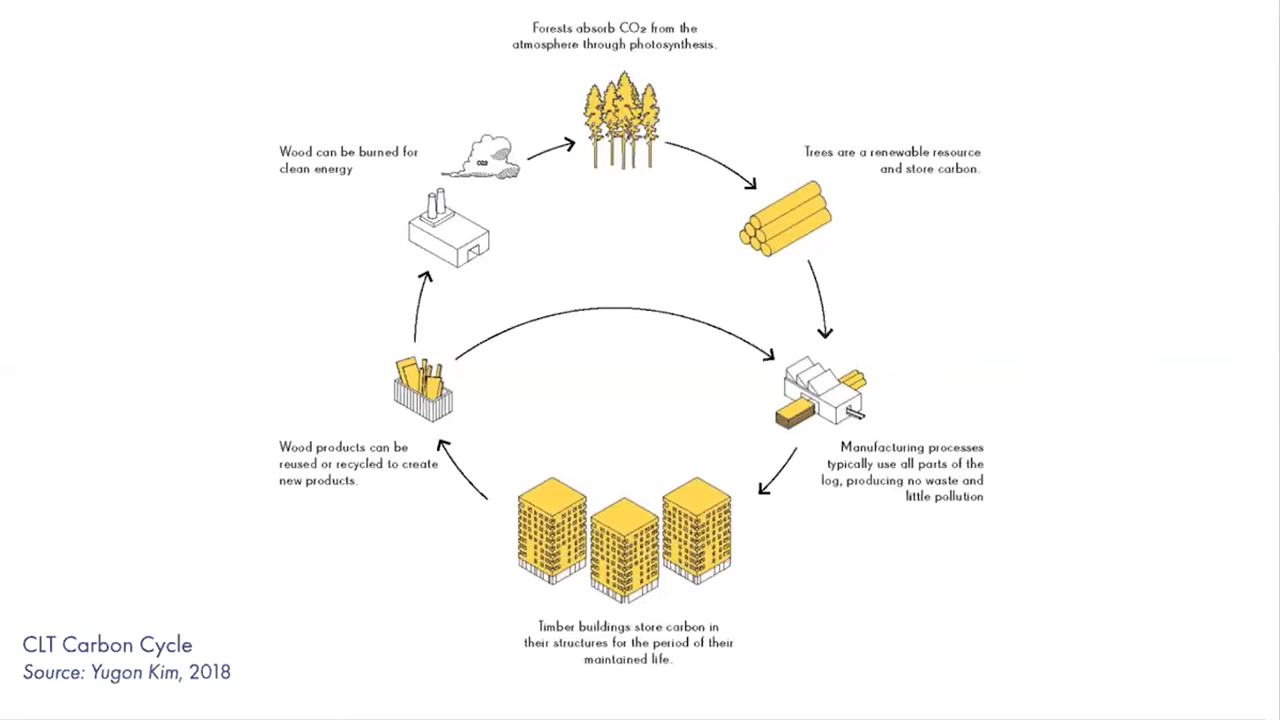 Forests absorb CO₂ from the
atmosphere through photosynthesis.
Wood can be burned for
clean energy
CO2
Trees are a renewable resource
and store carbon.
Wood products can be
reused or recycled to create
new products.
Manufacturing processes
typically use all parts of the
log, producing no waste and
little pollution
Timber buildings store carbon in
their structures for the period of their
maintained life.
CLT Carbon Cycle
Source: Yugon Kim, 2018